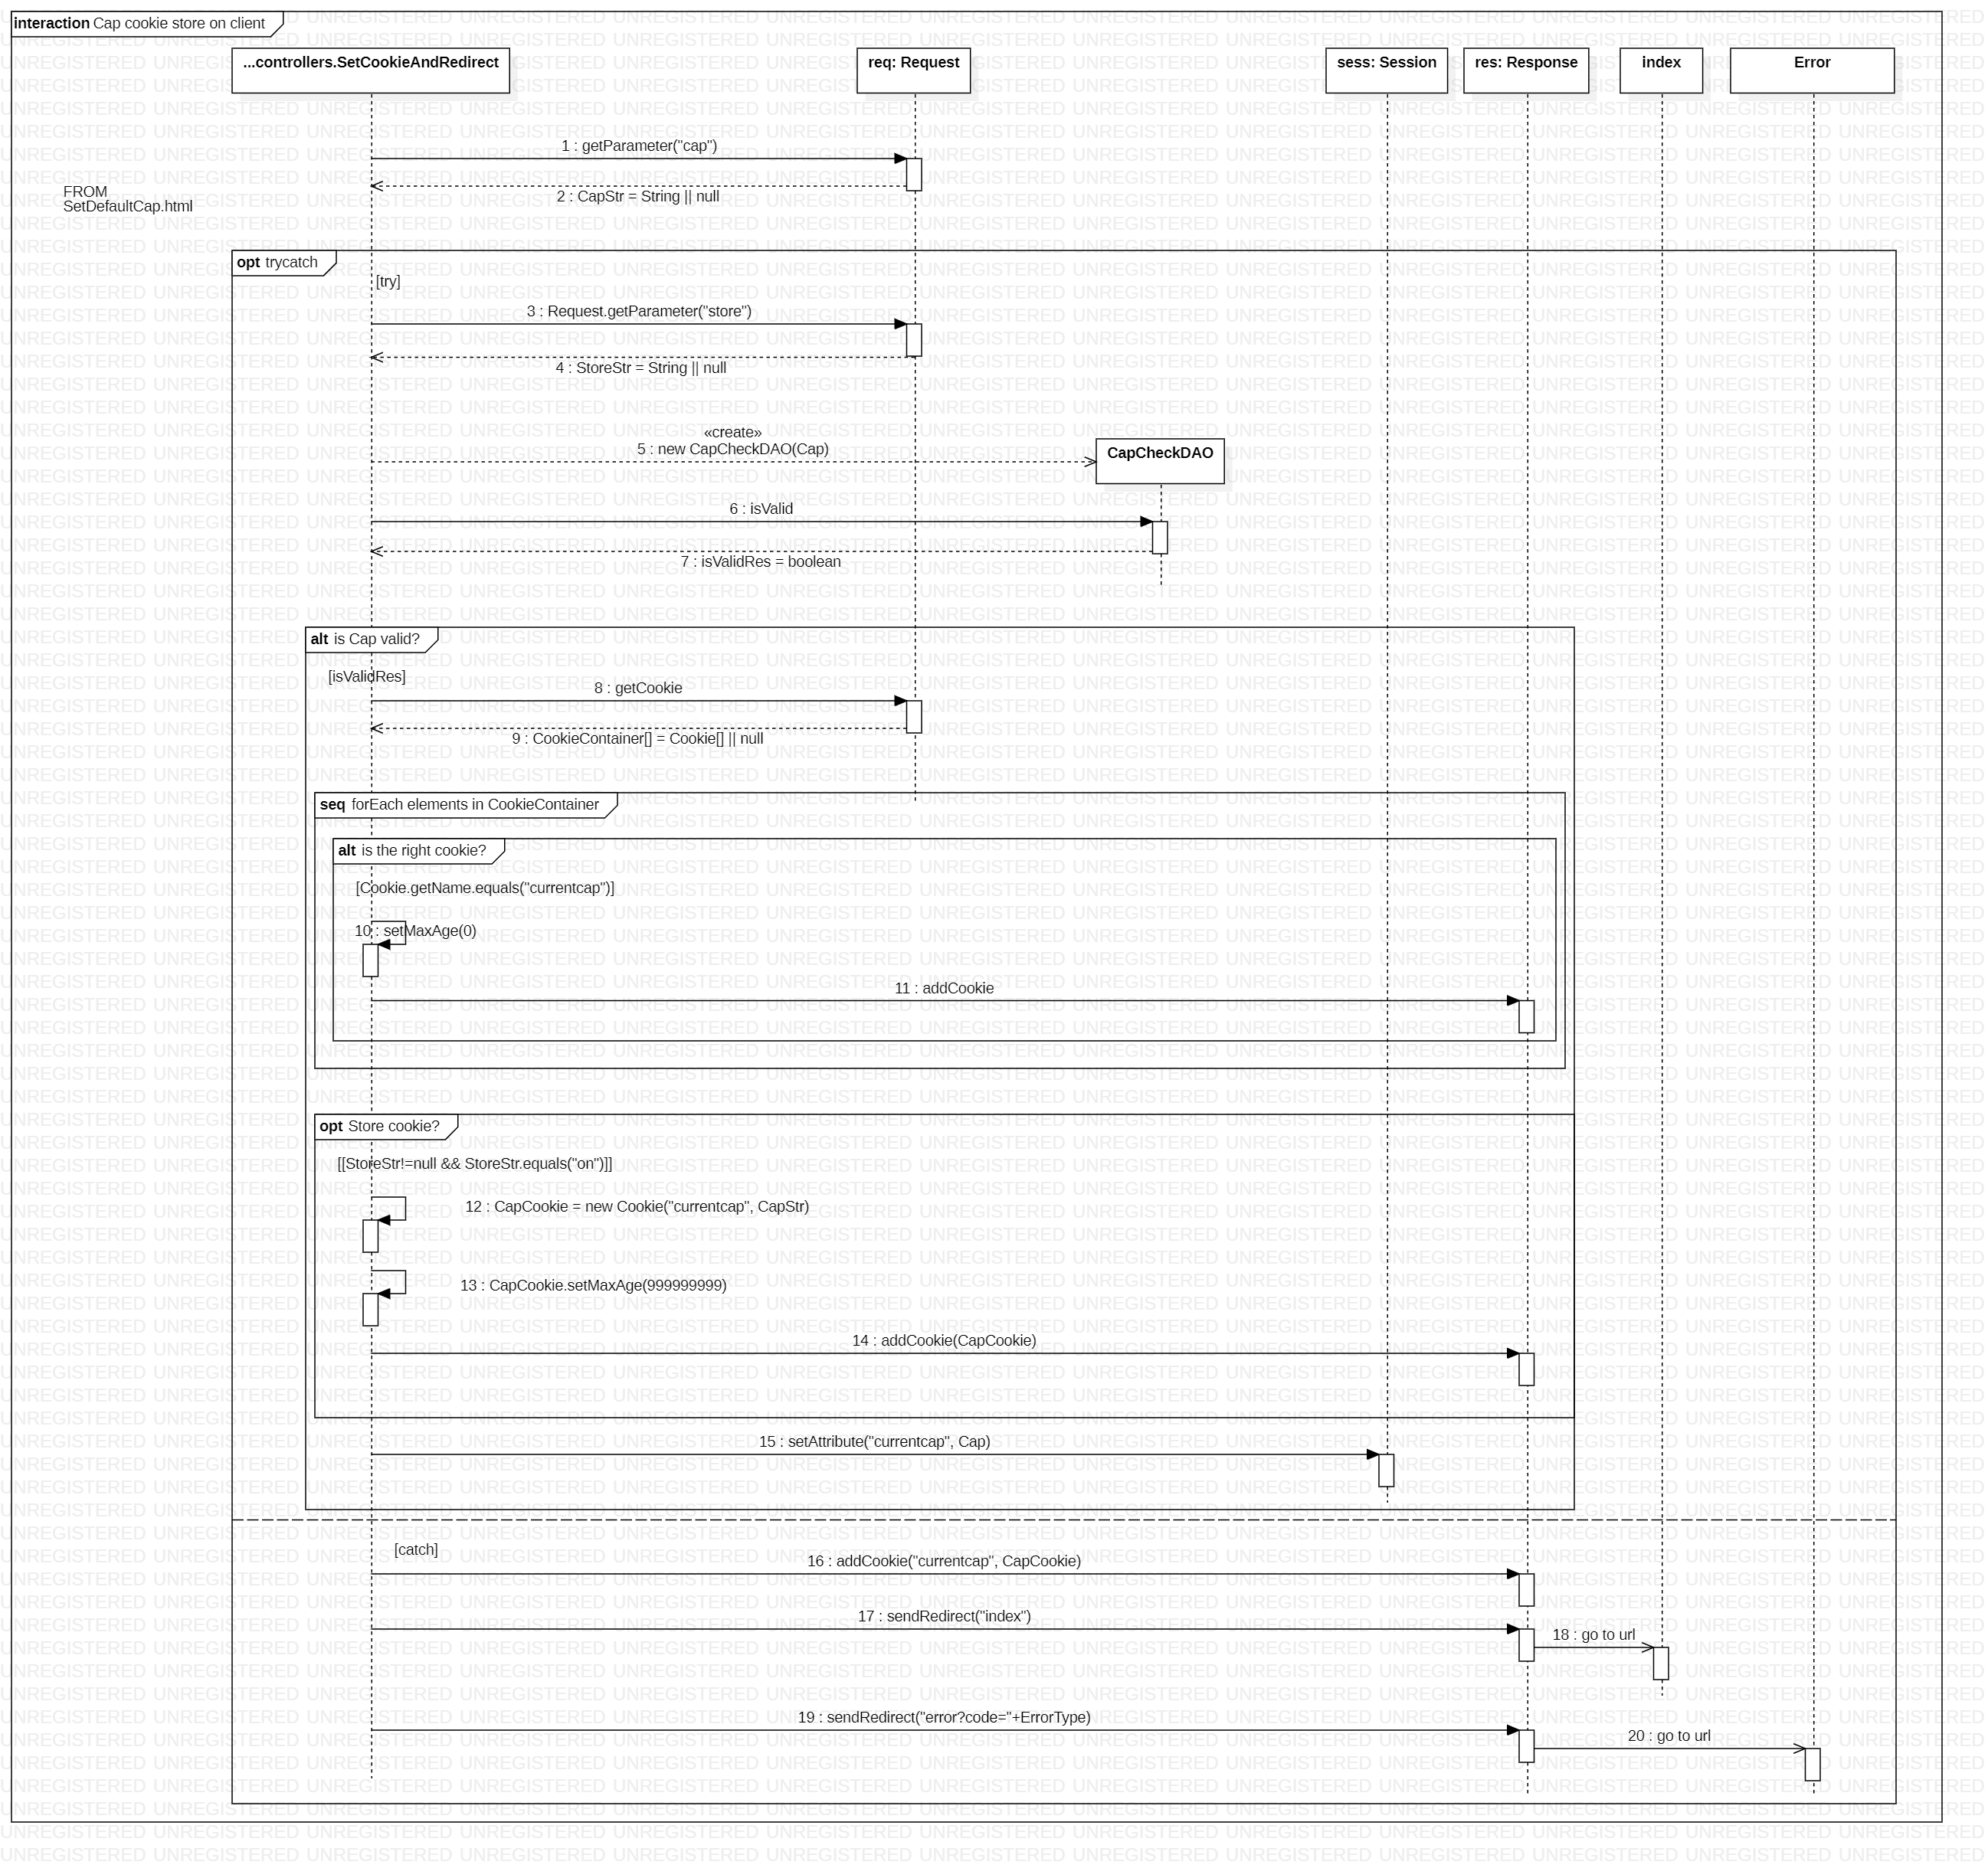 interaction Cap cookie store on client
...controllers.SetCookieAndRedirect
req: Request
sess: Session
res: Response
index
Error
1 : getParameter("cap")
FROM
SetDefaultCap.html
2 : CapStr = String || null
opt trycatch
[try]
3 : Request.getParameter("store")
4 : StoreStr = String || null
«create»
5 : new CapCheckDAO(Cap)
CapCheckDAO
6 : isValid
7 : isValidRes = boolean
alt is Cap valid?
[isValidRes]
8 : getCookie
9 : CookieContainer[] = Cookie[] || null
seq forEach elements in CookieContainer
alt is the right cookie?
[Cookie.getName.equals("currentcap")]
10 : setMaxAge(0)
11 : addCookie
opt Store cookie?
[[StoreStr!=null && StoreStr.equals("on")]]
12 : CapCookie = new Cookie("currentcap", CapStr)
13 : CapCookie.setMaxAge(999999999)
14 : addCookie(CapCookie)
15 : setAttribute("currentcap", Cap)
[catch]
16 : addCookie("currentcap", CapCookie)
17 : sendRedirect("index")
18 : go to url
19 : sendRedirect("error?code="+ErrorType)
20 : go to url